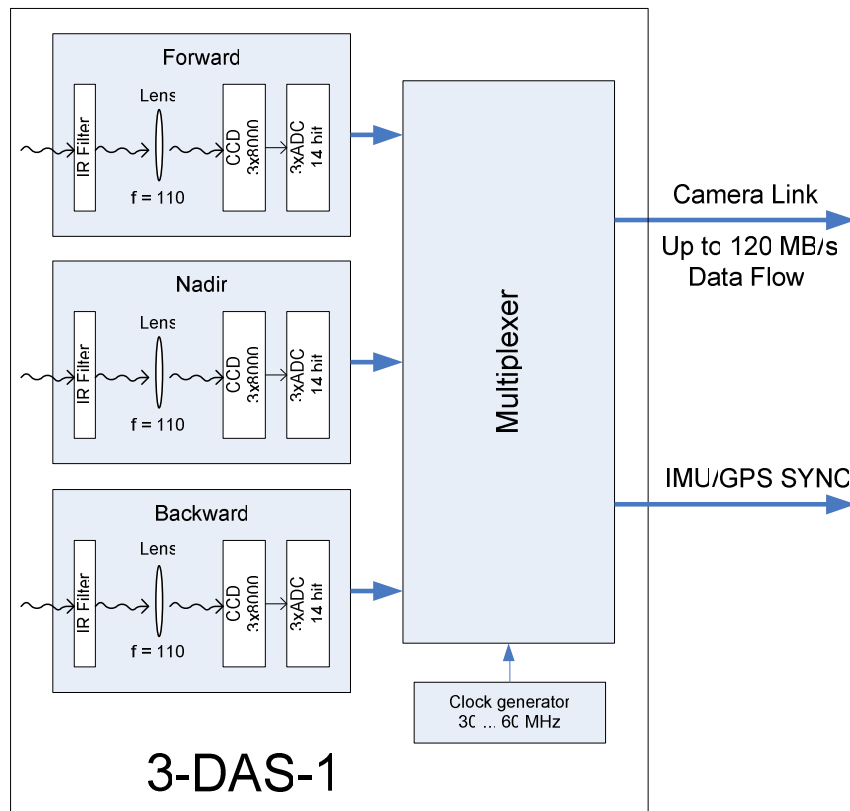 Forward
IR Filter
Lens
f = 110
CCD
3x8000
3xADC
14 bit
Nadir
IR Filter
Lens
f = 110
CCD
3x8000
3xADC
14 bit
Backward
IR Filter
Lens
f = 110
CCD
3x8000
3xADC
14 bit
Multiplexer
Clock generator
30 ... 60 MHz
Camera Link
Up to 120 MB/s
Data Flow
IMU/GPS SYNC
3-DAS-1